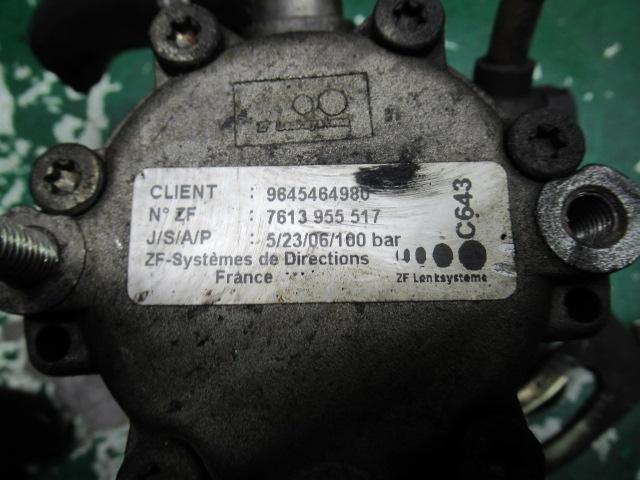 CLIENT : 9645464980
N° ZF : 7613 955 517
J/S/A/P : 5/23/06/100 bar
ZF-Systèmes de Directions
France
C643
ZF Lenksysteme